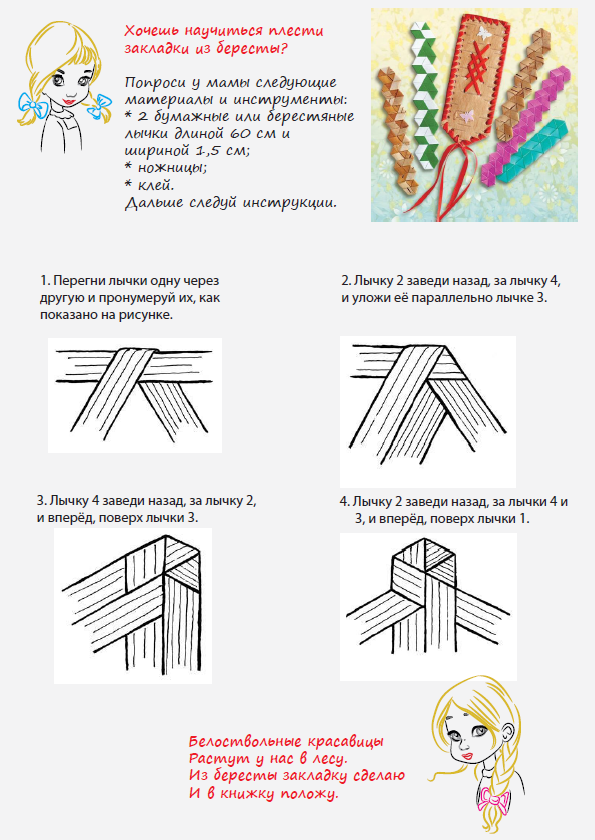 Хочешь научиться плести
закладки из бересты?
Попроси у мамы следующие
материалы и инструменты:
* 2 бумажные или берестяные
лычки длиной 60 см и
шириной 1,5 см;
* ножницы;
* клей.
Дальше следуй инструкции.
1. Перегни лычки одну через
другую и пронумеруй их, как
показано на рисунке.
2. Лычку 2 заведи назад, за лычку 4,
и уложи её параллельно лычке 3.
3. Лычку 4 заведи назад, за лычку 2,
и вперёд, поверх лычки 3.
4. Лычку 2 заведи назад, за лычки 4 и
3, и вперёд, поверх лычки 1.
Белоствольные красавицы
Растут у нас в лесу.
Из бересты закладку сделаю
И в книжку положу.